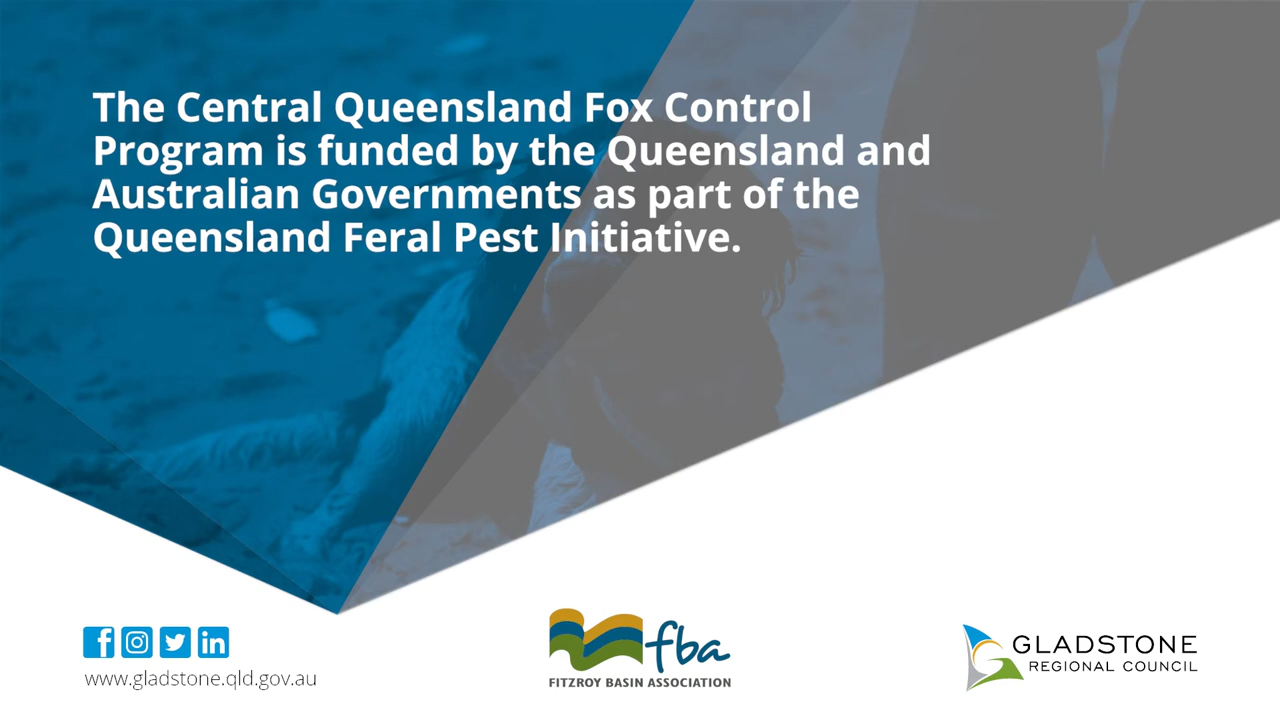 The Central Queensland Fox Control
Program is funded by the Queensland and
Australian Governments as part of the
Queensland Feral Pest Initiative.
www.gladstone.qld.gov.au
fba
FITZROY BASIN ASSOCIATION
GLADSTONE
REGIONAL COUNCIL